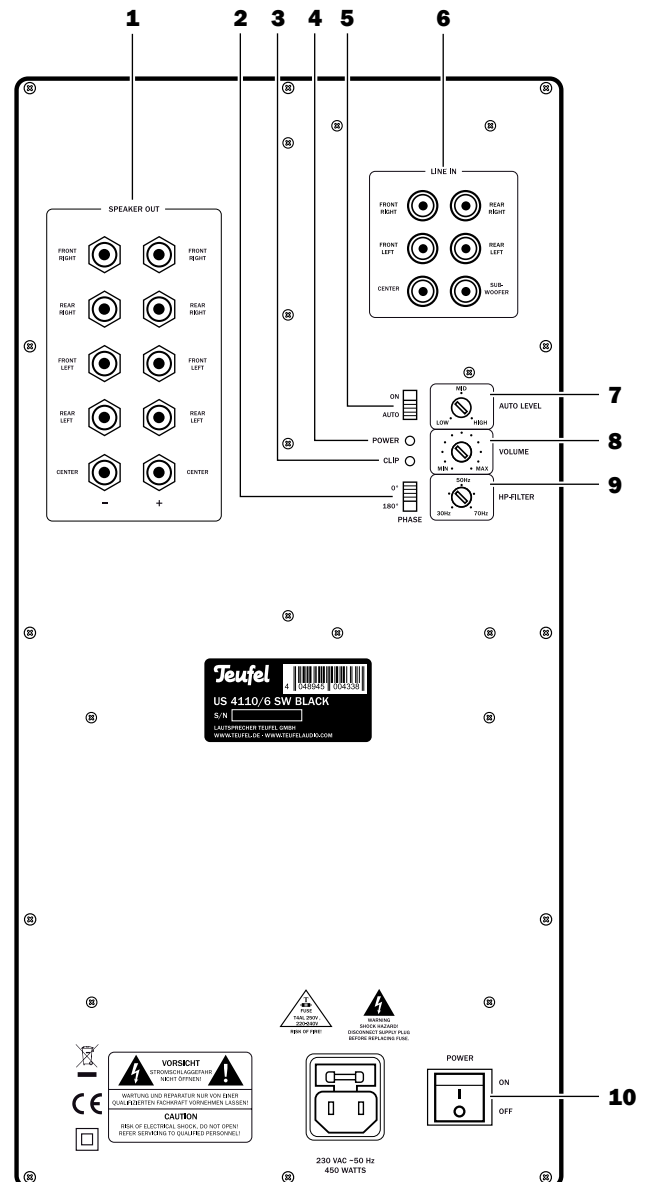 1 2 3 4 5 6
SPEAKER OUT
FRONT RIGHT
FRONT RIGHT
REAR RIGHT
REAR RIGHT
FRONT LEFT
FRONT LEFT
REAR LEFT
REAR LEFT
CENTER
CENTER
– +
LINE IN
FRONT RIGHT
REAR RIGHT
FRONT LEFT
REAR LEFT
CENTER
SUB-WOOFER
ON
AUTO
MID
LOW HIGH
AUTO LEVEL
7
POWER
CLIP
MIN MAX
VOLUME
8
0°
180°
PHASE
50Hz
30Hz 70Hz
HP-FILTER
9
Teufel
4 048945 004338
US 4110/6 SW BLACK
S/N
LAUTSPRECHER TEUFEL GMBH
WWW.TEUFEL.DE • WWW.TEUFELAUDIO.COM
T
FUSE
T4AL 250V,
220-240V
RISK OF FIRE!
WARNING
SHOCK HAZARD!
DISCONNECT SUPPLY PLUG
BEFORE REPLACING FUSE.
CE
VORSICHT
STROMSCHLAGGEFAHR
NICHT ÖFFNEN!
WARTUNG UND REPARATUR NUR VON EINER
QUALIFIZIERTEN FACHKRAFT VORNEHMEN LASSEN!
CAUTION
RISK OF ELECTRICAL SHOCK, DO NOT OPEN!
REFER SERVICING TO QUALIFIED PERSONNEL!
230 VAC ~50 Hz
450 WATTS
POWER
ON
OFF
10